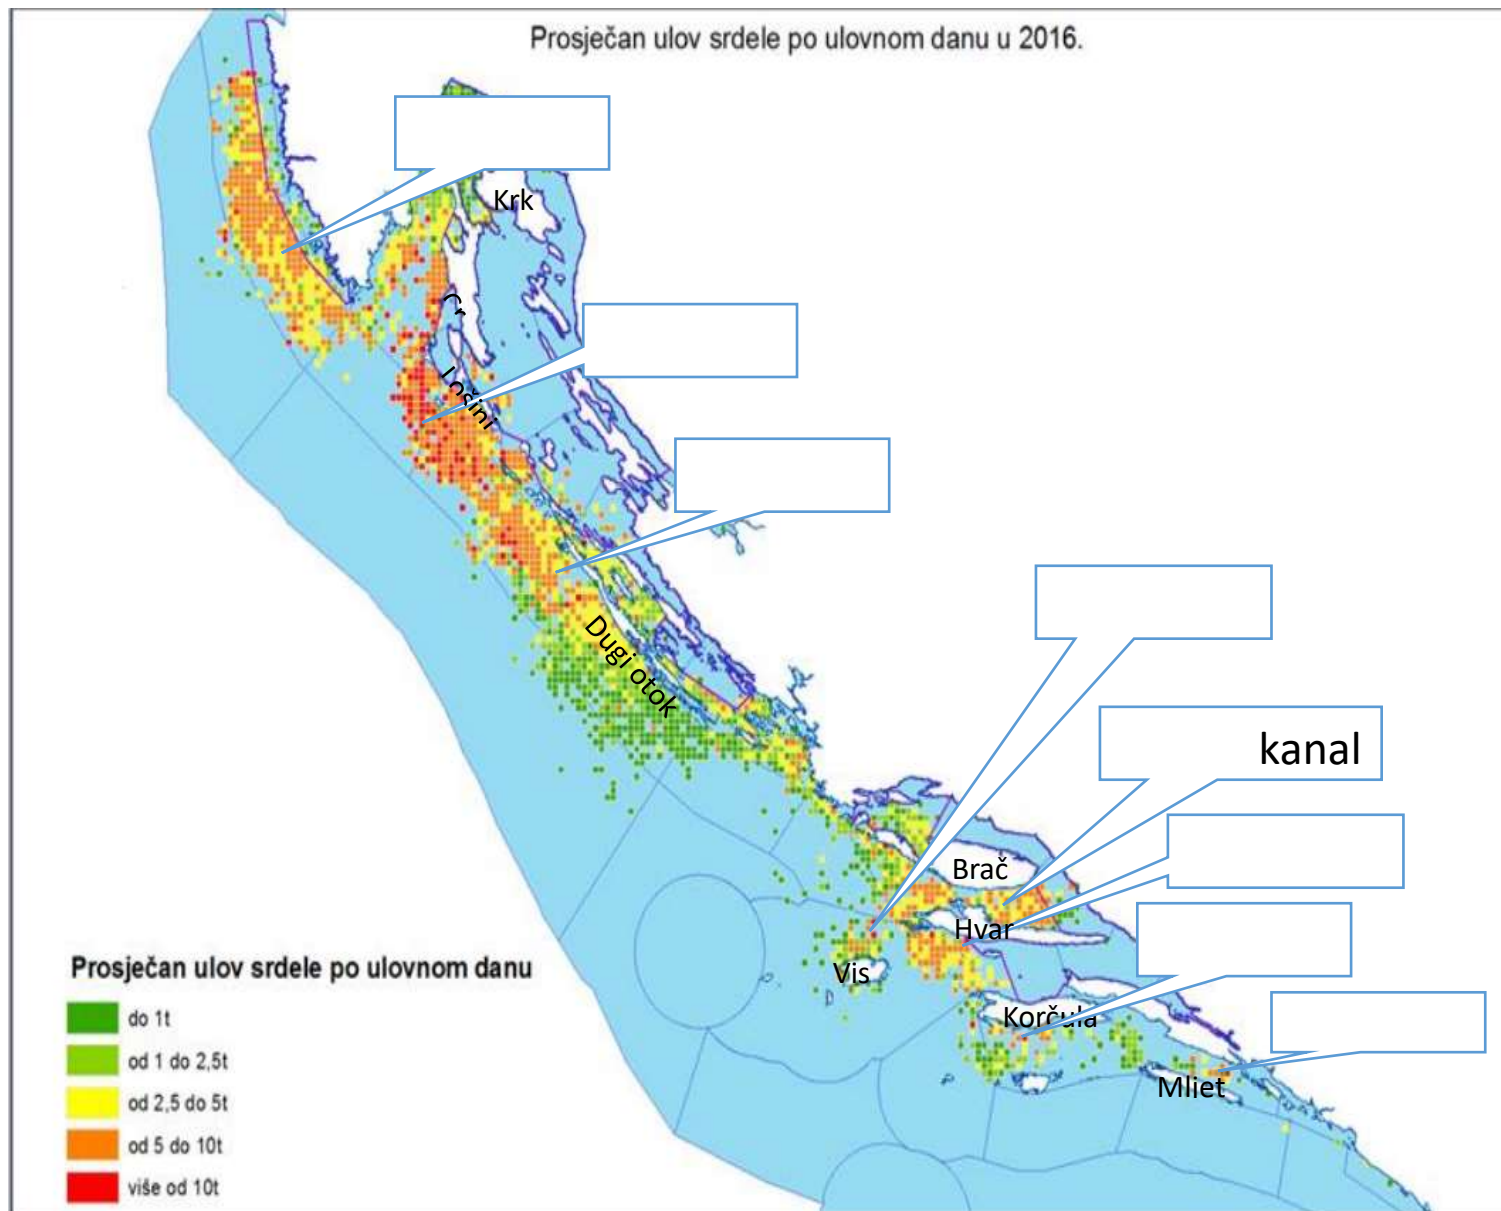 Prosječan ulov srdele po ulovnom danu u 2016.
Krk
Cr
Lošinj
Dugi otok
kanal
Brač
Hvar
Vis
Korčula
Mljet
Prosječan ulov srdele po ulovnom danu
do 1t
od 1 do 2,5t
od 2,5 do 5t
od 5 do 10t
više od 10t